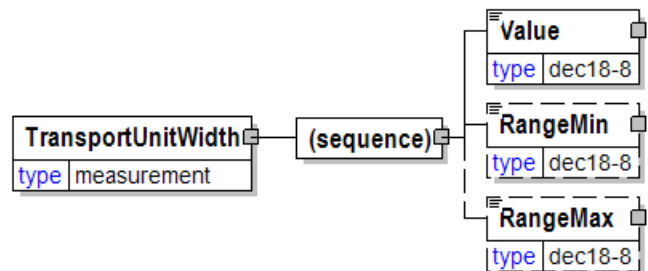 Value
type dec18-8
TransportUnitWidth
type measurement
(sequence)
RangeMin
type dec18-8
RangeMax
type dec18-8